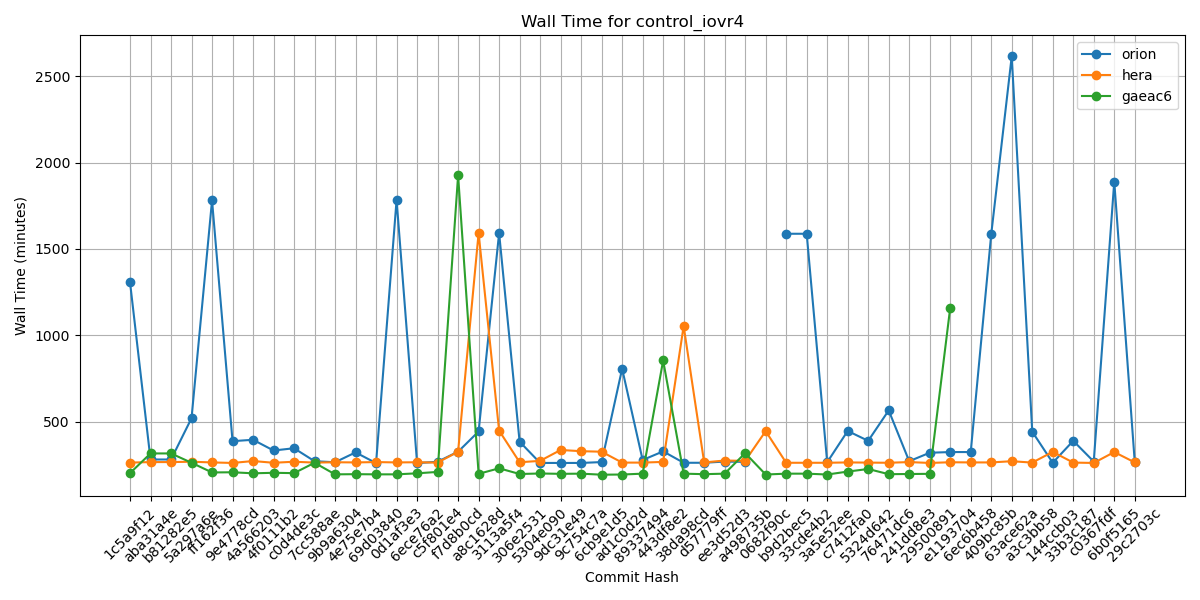 Wall Time for control_iovr4
orion
hera
gaeac6
Wall Time (minutes)
2500
2000
1500
1000
500
1c5a9f12
aba31a4e
b81282e5
5a2971a6e
ff162f36
9e4778cd
4a566203
4f0111b2
c0d4de3c
7cc588ae
9b9a6304
4e75e7b4
69d03840
0d1af3e3
6ece76a2
c5f801e4
f7d8b0cd
a8c1628d
3113a5f4
306e2531
5304e090
9dc31e49
9c754c7a
6cb9e1d5
ad1c0d2d
89337494
443df8e2
38da98cd
d5779ff
ee3d52d3
a498735b
0682f90c
b9d2bec5
33cde4b2
3a5e52ee
c7412fa0
5324d642
76471dc6
241dd8e3
29500891
e1193704
6ec6b458
409bc85b
63ace62a
a3c3bb58
144ccb03
33b3c187
c0367fdf
6b0f5165
29c2703c
Commit Hash